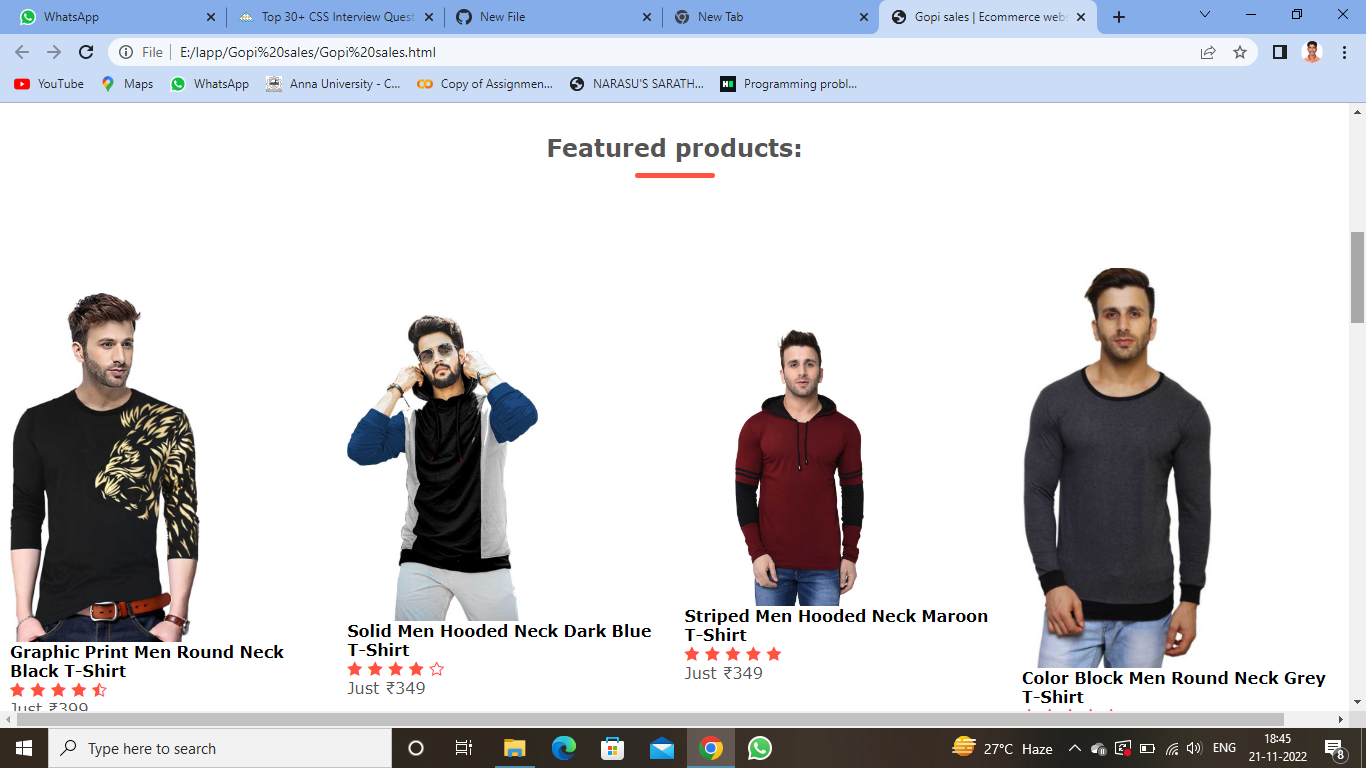 WhatsApp
Top 30+ CSS Interview Quest
New File
New Tab
Gopi sales | Ecommerce webs
File
E:/lapp/Gopi%20sales/Gopi%20sales.html
YouTube
Maps
WhatsApp
Anna University - C...
Copy of Assignmen...
NARASU'S SARATH...
Programming probl...
Featured products:
Graphic Print Men Round Neck
Black T-Shirt
Just ₹399
Solid Men Hooded Neck Dark Blue
T-Shirt
Just ₹349
Striped Men Hooded Neck Maroon
T-Shirt
Just ₹349
Color Block Men Round Neck Grey
T-Shirt
Type here to search
27°C Haze
ENG
18:45
21-11-2022
8